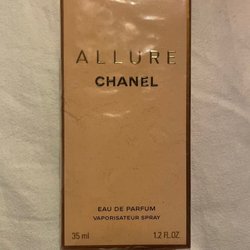 ALLURE
CHANEL
EAU DE PARFUM
VAPORISATEUR SPRAY
35 ml 1.2 FL.OZ.